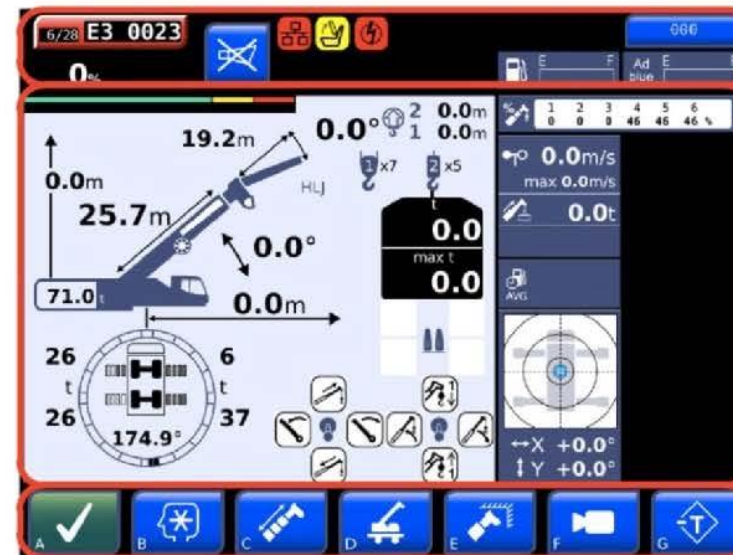 6/28 E3 0023
000
0%
E F
Ad blue E
1 2 3 4 5 6
0 0 0 46 46 46 %
19.2m
0.0°
2 0.0m
1 0.0m
0.0m
HLJ
1 x7
2 x5
0.0m/s
max 0.0m/s
25.7m
0.0°
t
0.0
max t
0.0
0.0t
71.0 t
0.0m
AVG
26
6
t
t
26
37
174.9°
X +0.0°
Y +0.0°
A
B
C
D
E
F
G T